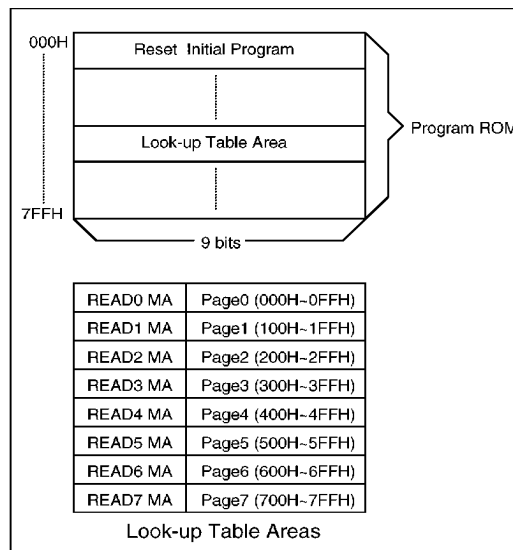 000H
Reset Initial Program
Look-up Table Area
Program ROM
7FFH
9 bits
READ0 MA Page0 (000H~0FFH)
READ1 MA Page1 (100H~1FFH)
READ2 MA Page2 (200H~2FFH)
READ3 MA Page3 (300H~3FFH)
READ4 MA Page4 (400H~4FFH)
READ5 MA Page5 (500H~5FFH)
READ6 MA Page6 (600H~6FFH)
READ7 MA Page7 (700H~7FFH)
Look-up Table Areas